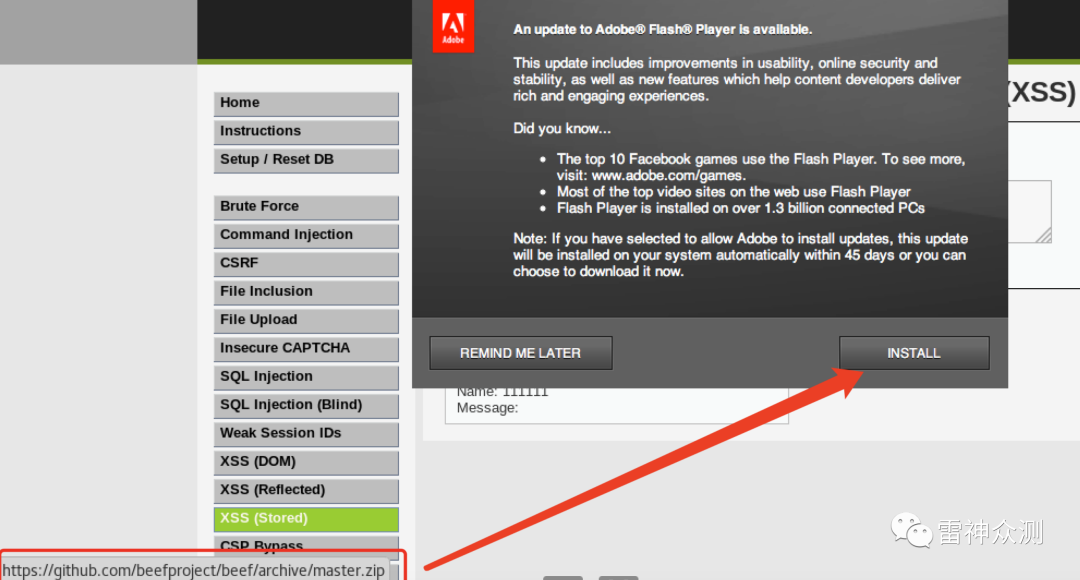 Adobe
An update to Adobe® Flash® Player is available.
This update includes improvements in usability, online security and
stability, as well as new features which help content developers deliver
rich and engaging experiences.
Did you know...
The top 10 Facebook games use the Flash Player. To see more,
visit: www.adobe.com/games.
Most of the top video sites on the web use Flash Player
Flash Player is installed on over 1.3 billion connected PCs
Note: If you have selected to allow Adobe to install updates, this update
will be installed on your system automatically within 45 days or you can
choose to download it now.
REMIND ME LATER
INSTALL
(XSS)
Home
Instructions
Setup / Reset DB
Brute Force
Command Injection
CSRF
File Inclusion
File Upload
Insecure CAPTCHA
SQL Injection
SQL Injection (Blind)
Weak Session IDs
XSS (DOM)
XSS (Reflected)
XSS (Stored)
CSP Bypass
Name: 111111
Message:
https://github.com/beefproject/beef/archive/master.zip
雷神众测